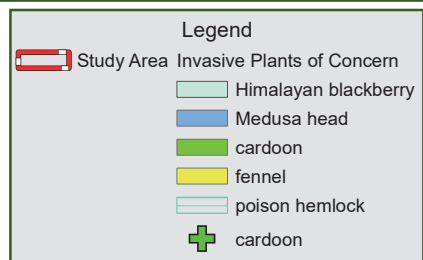 Legend
Study Area Invasive Plants of Concern
Himalayan blackberry
Medusa head
cardoon
fennel
poison hemlock
cardoon